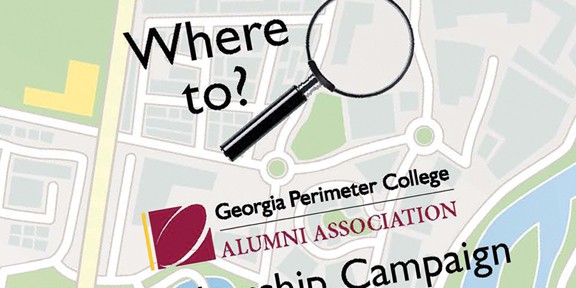 Where
to?
Georgia Perimeter College
ALUMNI ASSOCIATION
Campaign